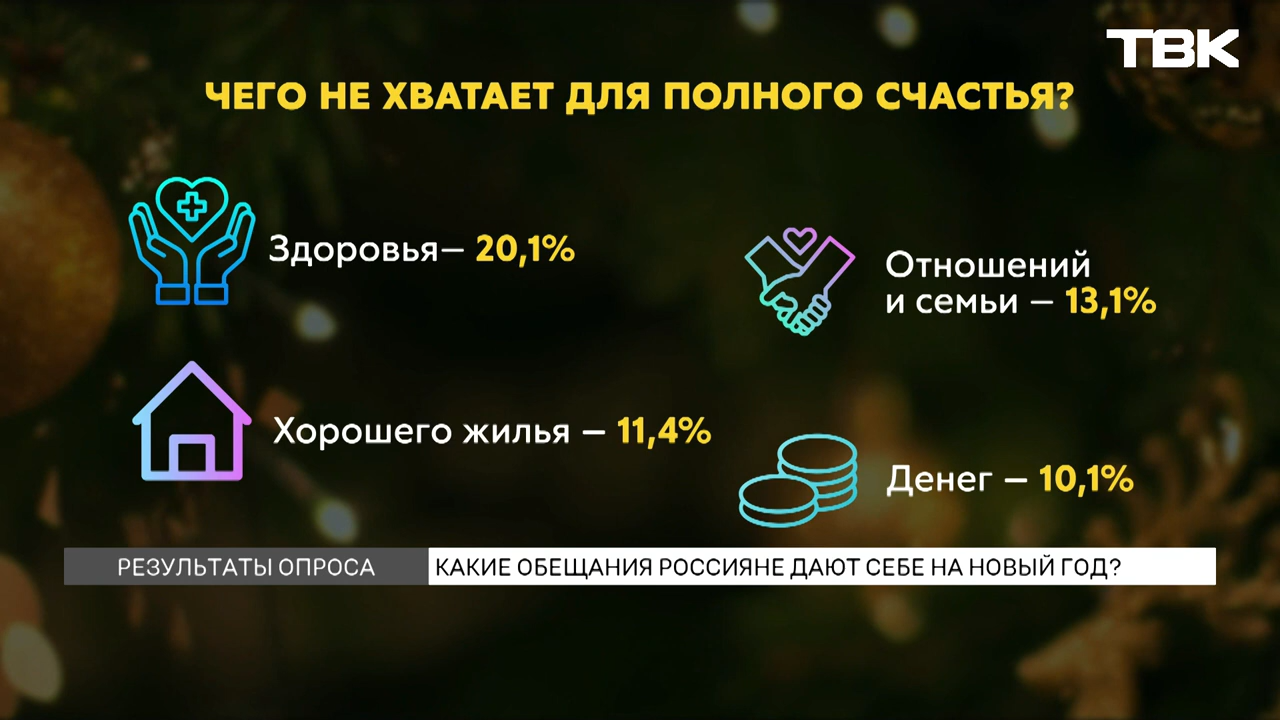 ТВК
ЧЕГО НЕ ХВАТАЕТ ДЛЯ ПОЛНОГО СЧАСТЬЯ?
Здоровья– 20,1%
Отношений
и семьи – 13,1%
Хорошего жилья – 11,4%
Денег – 10,1%
РЕЗУЛЬТАТЫ ОПРОСА
КАКИЕ ОБЕЩАНИЯ РОССИЯНЕ ДАЮТ СЕБЕ НА НОВЫЙ ГОД?